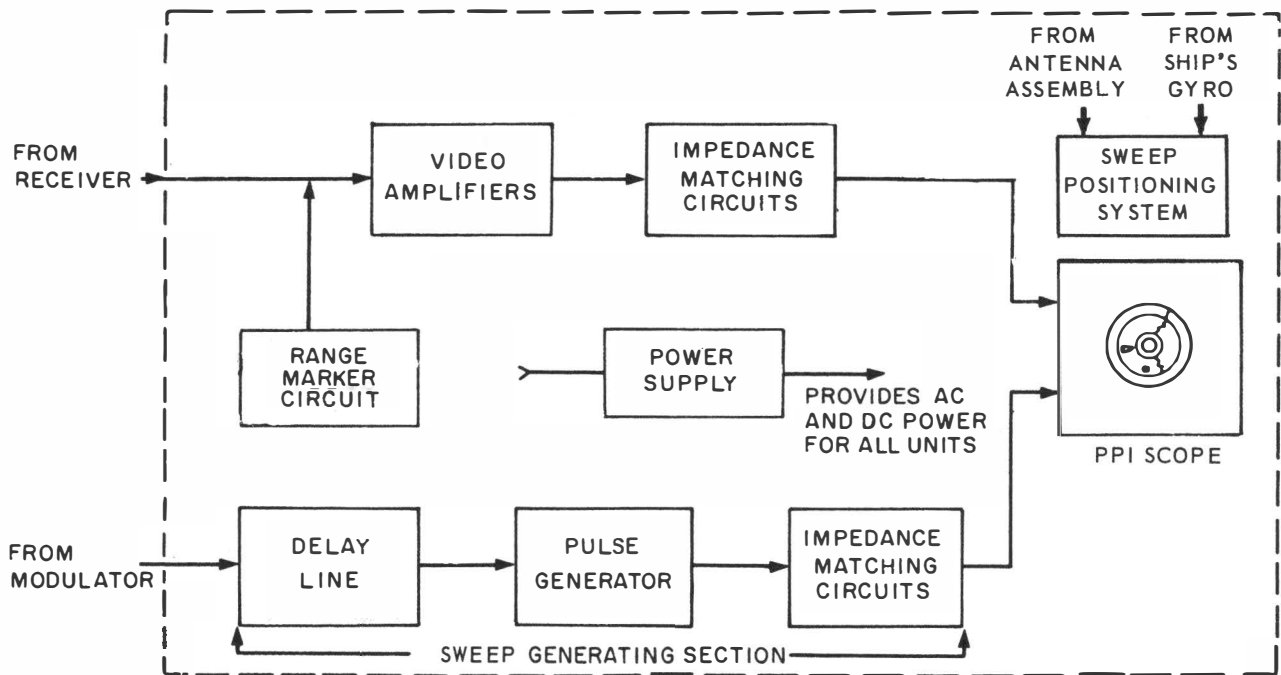 FROM
ANTENNA
ASSEMBLY
FROM
SHIP'S
GYRO
FROM
RECEIVER
VIDEO
AMPLIFIERS
IMPEDANCE
MATCHING
CIRCUITS
SWEEP
POSITIONING
SYSTEM
RANGE
MARKER
CIRCUIT
POWER
SUPPLY
PROVIDES AC
AND DC POWER
FOR ALL UNITS
PPI SCOPE
FROM
MODULATOR
DELAY
LINE
PULSE
GENERATOR
IMPEDANCE
MATCHING
CIRCUITS
SWEEP GENERATING SECTION